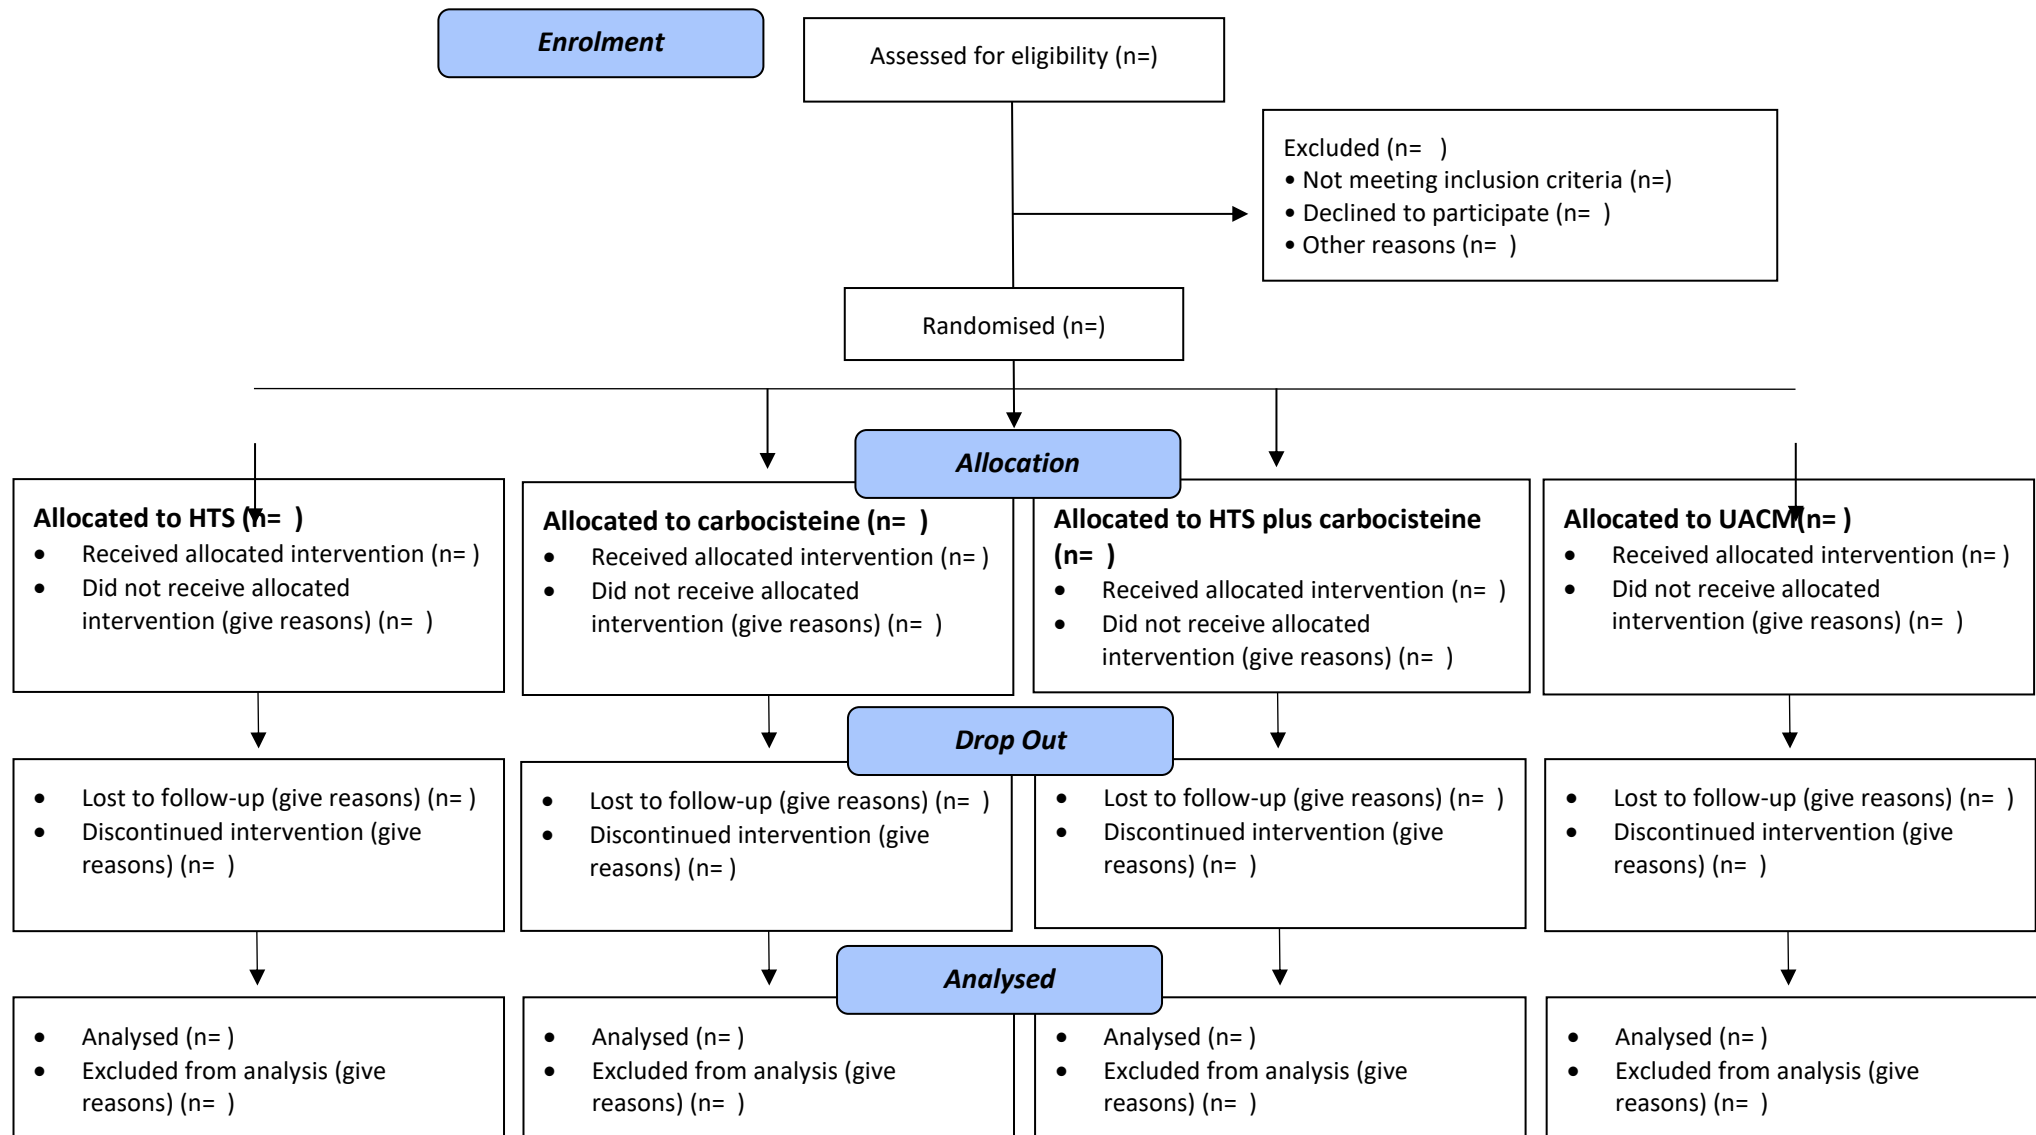 Enrolment
Assessed for eligibility (n=)
Excluded (n=   )
• Not meeting inclusion criteria (n=)
• Declined to participate (n=  )
• Other reasons (n=  )
Randomised (n=)
Allocation
Allocated to HTS (n=  )
• Received allocated intervention (n= )
• Did not receive allocated
intervention (give reasons) (n=  )
Allocated to carbocisteine (n=  )
• Received allocated intervention (n= )
• Did not receive allocated
intervention (give reasons) (n=  )
Allocated to HTS plus carbocisteine
(n=  )
• Received allocated intervention (n=  )
• Did not receive allocated
intervention (give reasons) (n=  )
Allocated to UACM(n= )
• Received allocated intervention (n=  )
• Did not receive allocated
intervention (give reasons) (n=  )
Drop Out
• Lost to follow-up (give reasons) (n= )
• Discontinued intervention (give
reasons) (n=  )
• Lost to follow-up (give reasons) (n=  )
• Discontinued intervention (give
reasons) (n= )
• Lost to follow-up (give reasons) (n=  )
• Discontinued intervention (give
reasons) (n=  )
• Lost to follow-up (give reasons) (n=  )
• Discontinued intervention (give
reasons) (n=  )
Analysed
• Analysed (n= )
• Excluded from analysis (give
reasons) (n=  )
• Analysed (n= )
• Excluded from analysis (give
reasons) (n=  )
• Analysed (n= )
• Excluded from analysis (give
reasons) (n=  )
• Analysed (n= )
• Excluded from analysis (give
reasons) (n=  )